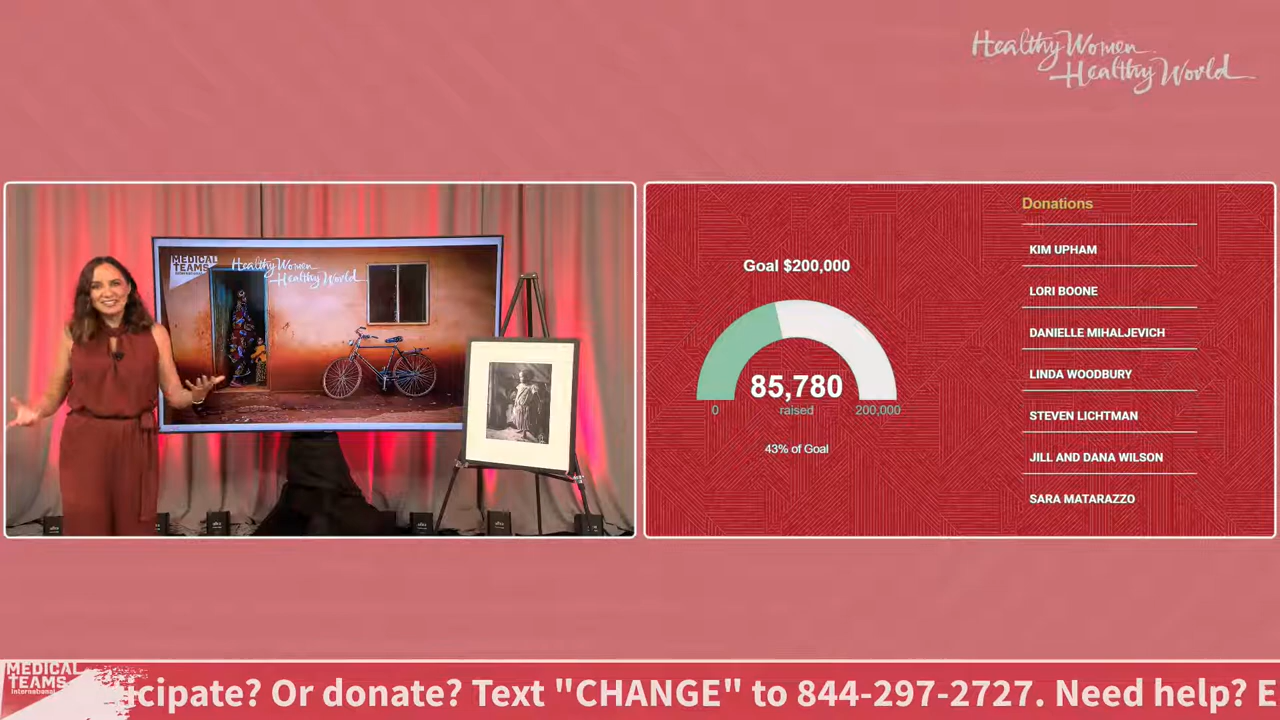 Healthy Women
Healthy World
MEDICAL
TEAMS
Healthy Women
Healthy World
Donations
KIM UPHAM
Goal $200,000
LORI BOONE
DANIELLE MIHALJEVICH
LINDA WOODBURY
85,780
0 raised 200,000
STEVEN LICHTMAN
43% of Goal
JILL AND DANA WILSON
SARA MATARAZZO
MEDICAL
TEAMS
International
icipate? Or donate? Text "CHANGE" to 844-297-2727. Need help? E